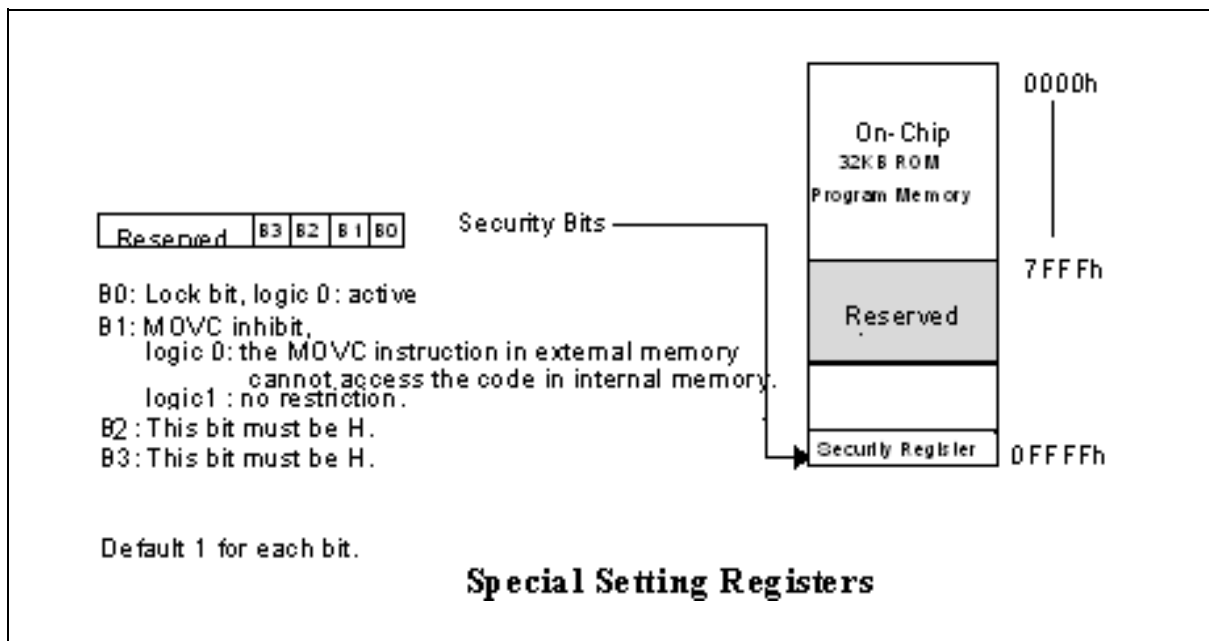 0000h
On-Chip
32KB ROM
Program Memory
7FFFh
Reserved
Security Register
0FFFFh
Security Bits
Reserved B3 B2 B1 B0
B0: Lock bit, logic 0: active
B1: MOVC inhibit,
logic 0: the MOVC instruction in external memory
cannot access the code in internal memory.
logic1 : no restriction.
B2 : This bit must be H.
B3 : This bit must be H.
Default 1 for each bit.
Special Setting Registers